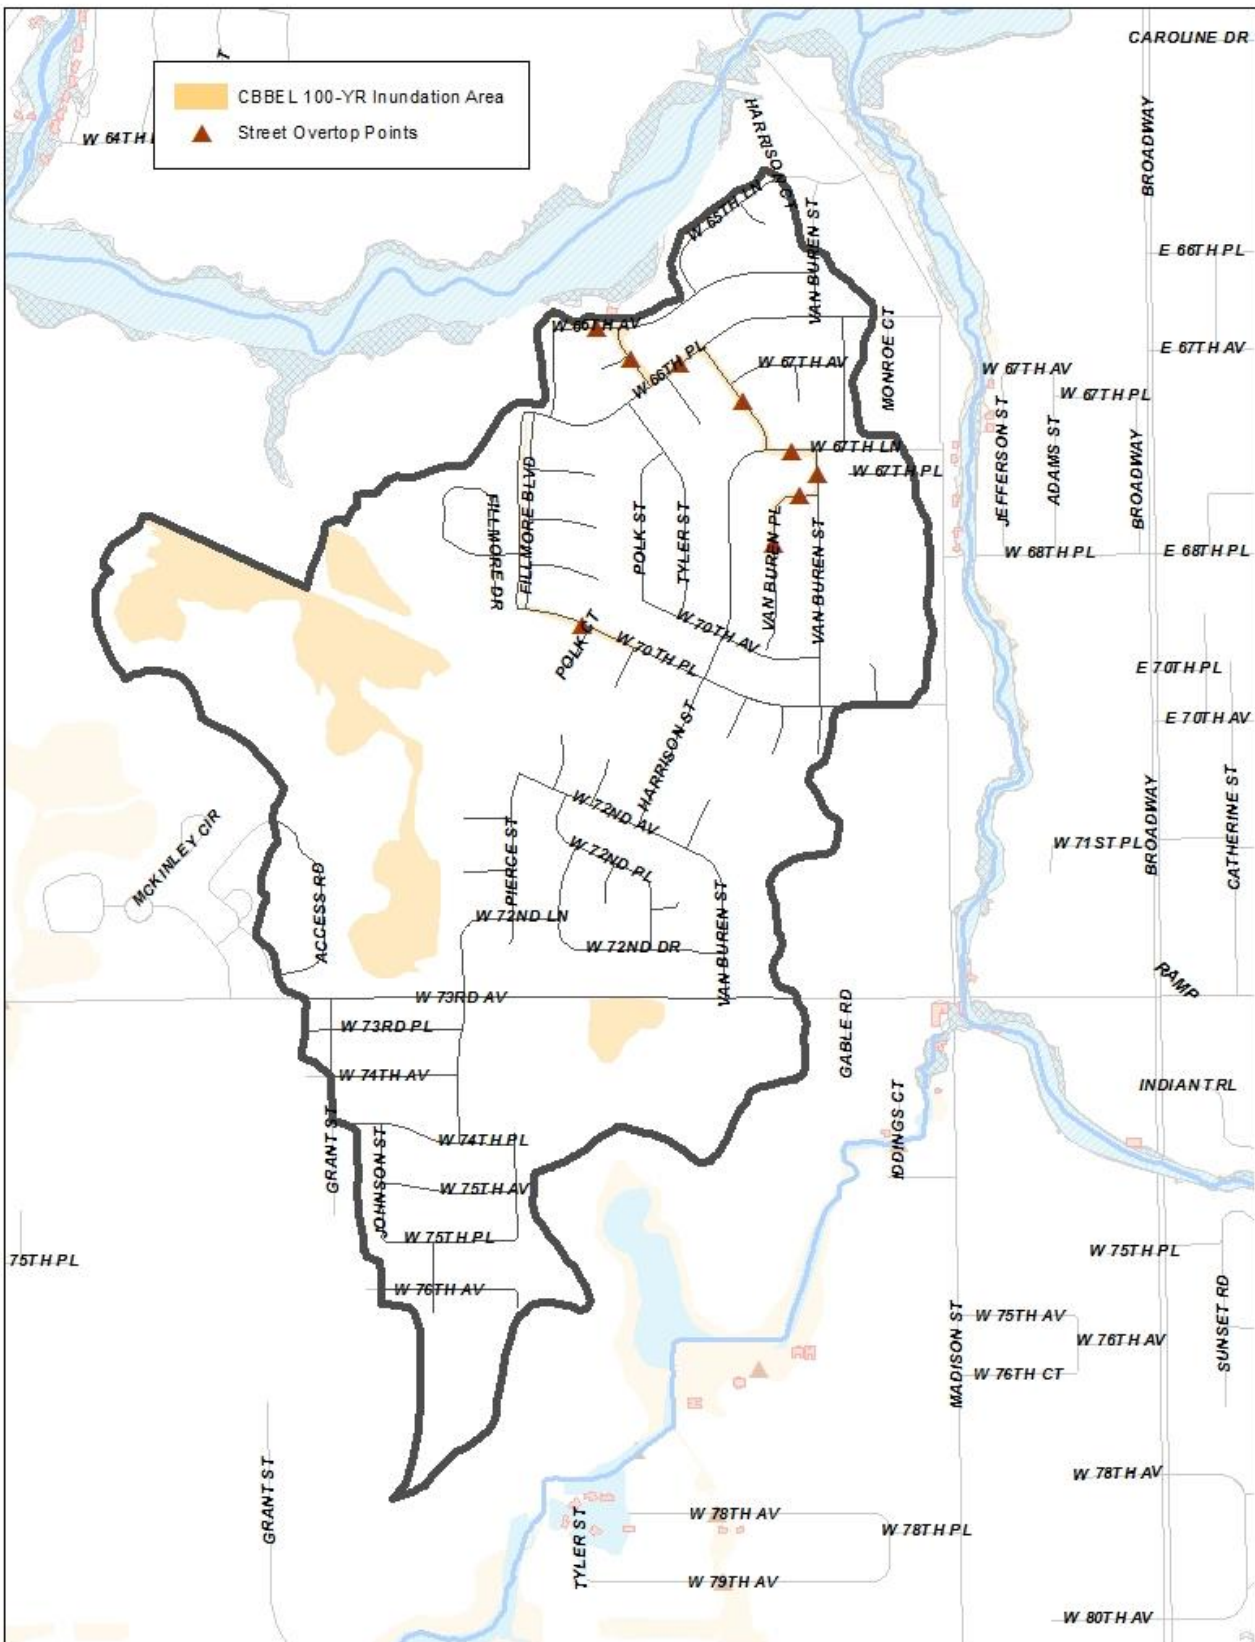 CAROLINE DR
T
CBBEL 100-YR Inundation Area
Street Overtop Points
W 64TH
HARRISON CT
BROADWAY
W 65TH LN
VAN BUREN ST
E 66TH PL
W 66TH AV
MONROE CT
E 67TH AV
W 66TH PL
W 67TH AV
W 67TH AV
W 67TH PL
JEFFERSON ST
ADAMS ST
BROADWAY
W 67TH LN
W 67TH PL
FILLMORE BLVD
FILLMORE DR
POLK ST
TYLER ST
VAN BUREN PL
VAN BUREN ST
W 68TH PL
E 68TH PL
POLK CT
W 70TH AV
W 70TH PL
E 70TH PL
E 70TH AV
HARRISON ST
BROADWAY
CATHERINE ST
W 72ND AV
W 71ST PL
MCKINLEY CIR
PIERCE ST
W 72ND PL
ACCESS RD
W 72ND LN
VAN BUREN ST
W 72ND DR
RAMP
W 73RD AV
GABLE RD
W 73RD PL
W 74TH AV
INDIAN TRL
IDDINGS CT
GRANT ST
JOHNSON ST
W 74TH PL
W 75TH AV
75TH PL
W 75TH PL
W 75TH PL
W 76TH AV
MADISON ST
W 75TH AV
W 76TH AV
SUNSET RD
W 76TH CT
GRANT ST
W 78TH AV
TYLER ST
W 78TH AV
W 78TH PL
W 79TH AV
W 80TH AV